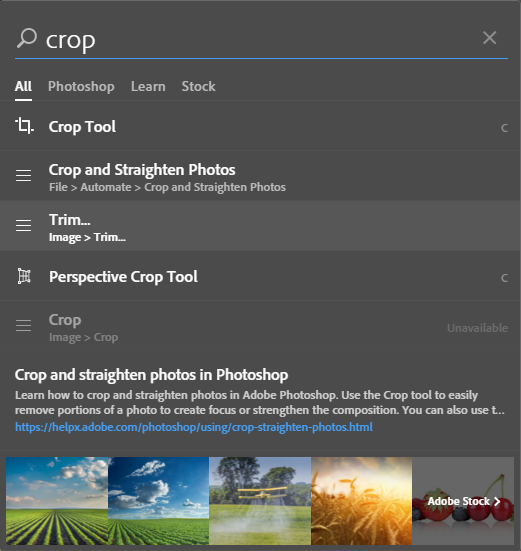 crop
All Photoshop Learn Stock
Crop Tool C
Crop and Straighten Photos
File > Automate > Crop and Straighten Photos
Trim...
Image > Trim...
Perspective Crop Tool C
Crop
Image > Crop Unavailable
Crop and straighten photos in Photoshop
Learn how to crop and straighten photos in Adobe Photoshop. Use the Crop tool to easily
remove portions of a photo to create focus or strengthen the composition. You can also use t...
https://helpx.adobe.com/photoshop/using/crop-straighten-photos.html
Adobe Stock >